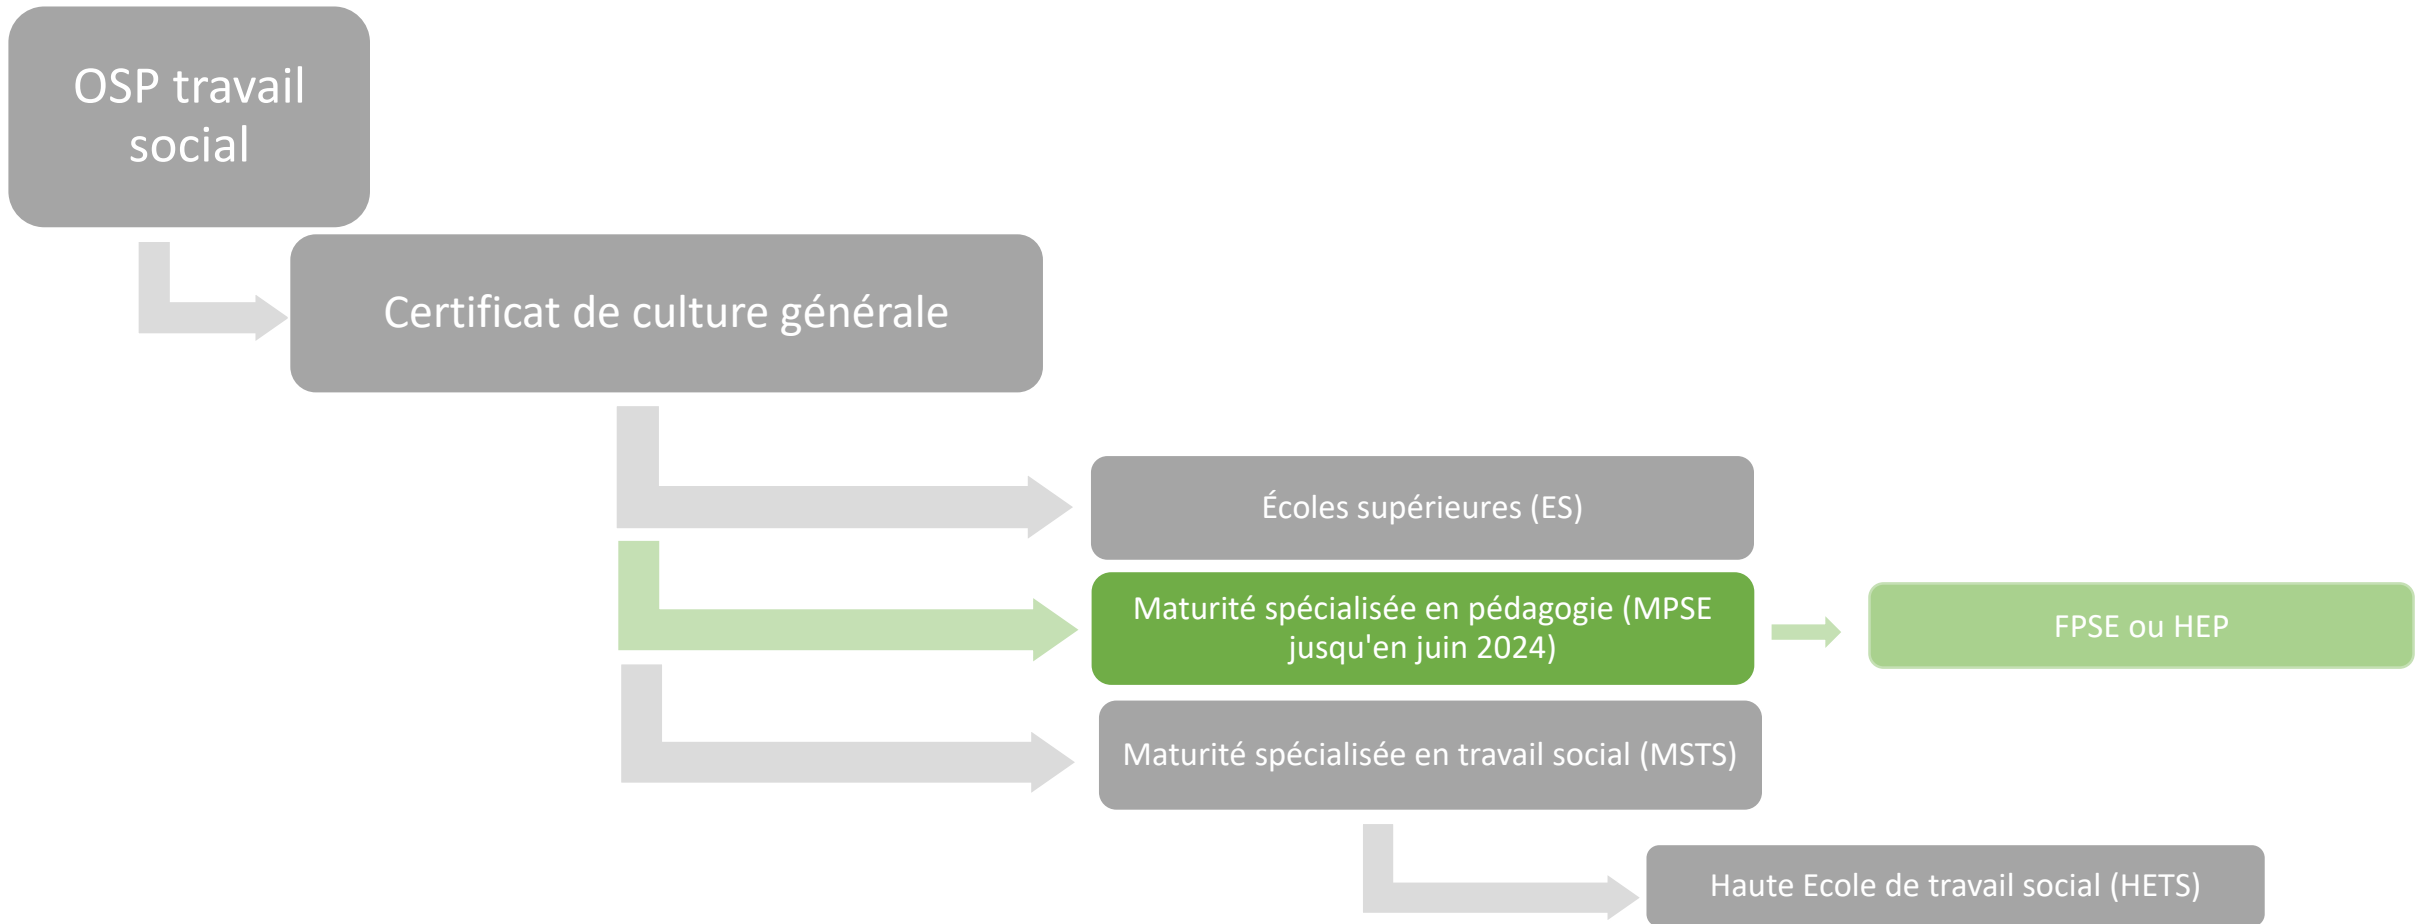 OSP travail
social
Certificat de culture générale
Écoles supérieures (ES)
Maturité spécialisée en pédagogie (MPSE
jusqu'en juin 2024)
FPSE ou HEP
Maturité spécialisée en travail social (MSTS)
Haute Ecole de travail social (HETS)